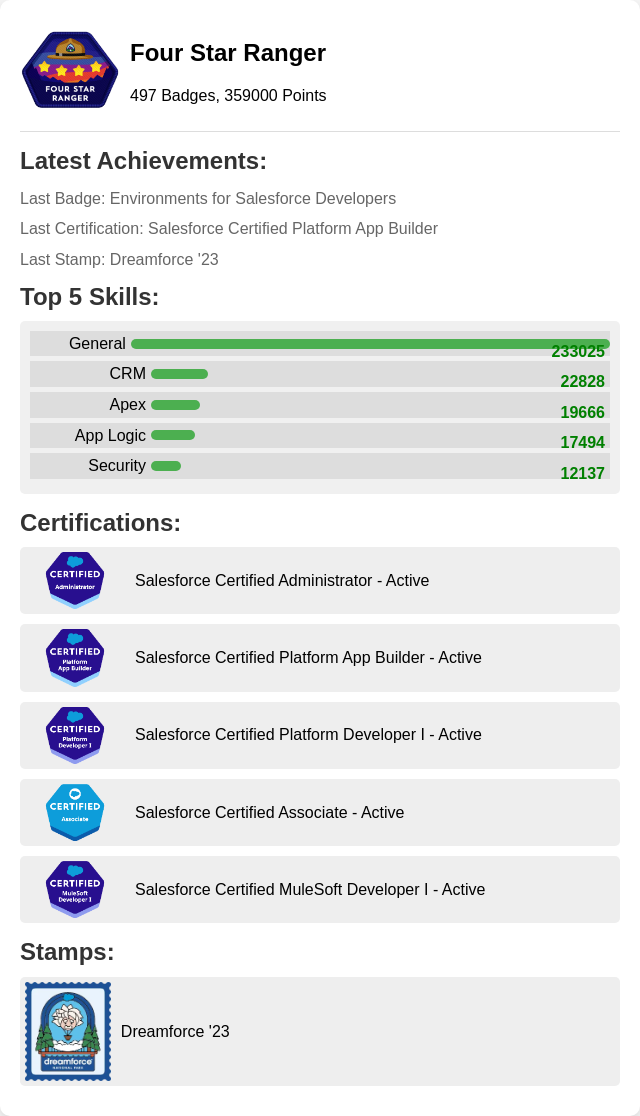 FOUR STAR
RANGER
Four Star Ranger
497 Badges, 359000 Points
Latest Achievements:
Last Badge: Environments for Salesforce Developers
Last Certification: Salesforce Certified Platform App Builder
Last Stamp: Dreamforce '23
Top 5 Skills:
General 233025
CRM 22828
Apex 19666
App Logic 17494
Security 12137
Certifications:
CERTIFIED
Administrator
Salesforce Certified Administrator - Active
CERTIFIED
Platform
App Builder
Salesforce Certified Platform App Builder - Active
CERTIFIED
Platform
Developer I
Salesforce Certified Platform Developer I - Active
CERTIFIED
Associate
Salesforce Certified Associate - Active
CERTIFIED
MuleSoft
Developer I
Salesforce Certified MuleSoft Developer I - Active
Stamps:
dreamforce
NATIONAL PARK
Dreamforce '23